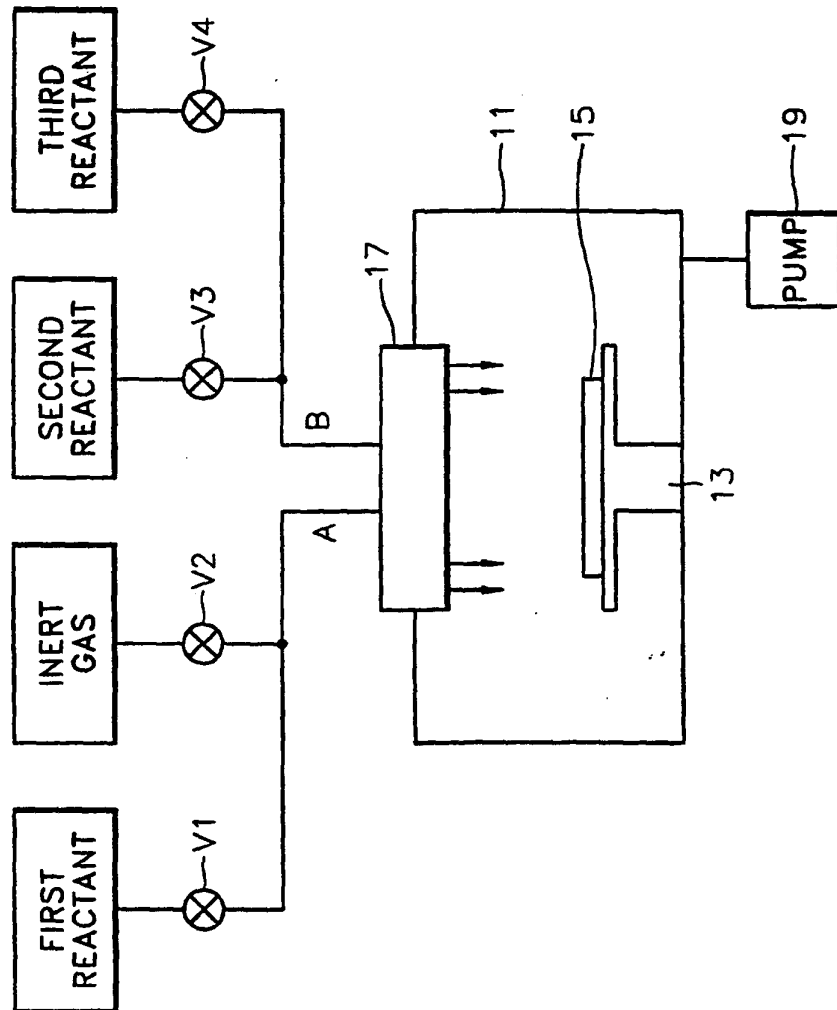 FIRST
REACTANT
INERT
GAS
SECOND
REACTANT
THIRD
REACTANT
V1
V2
V3
V4
A
B
17
11
15
13
PUMP
19